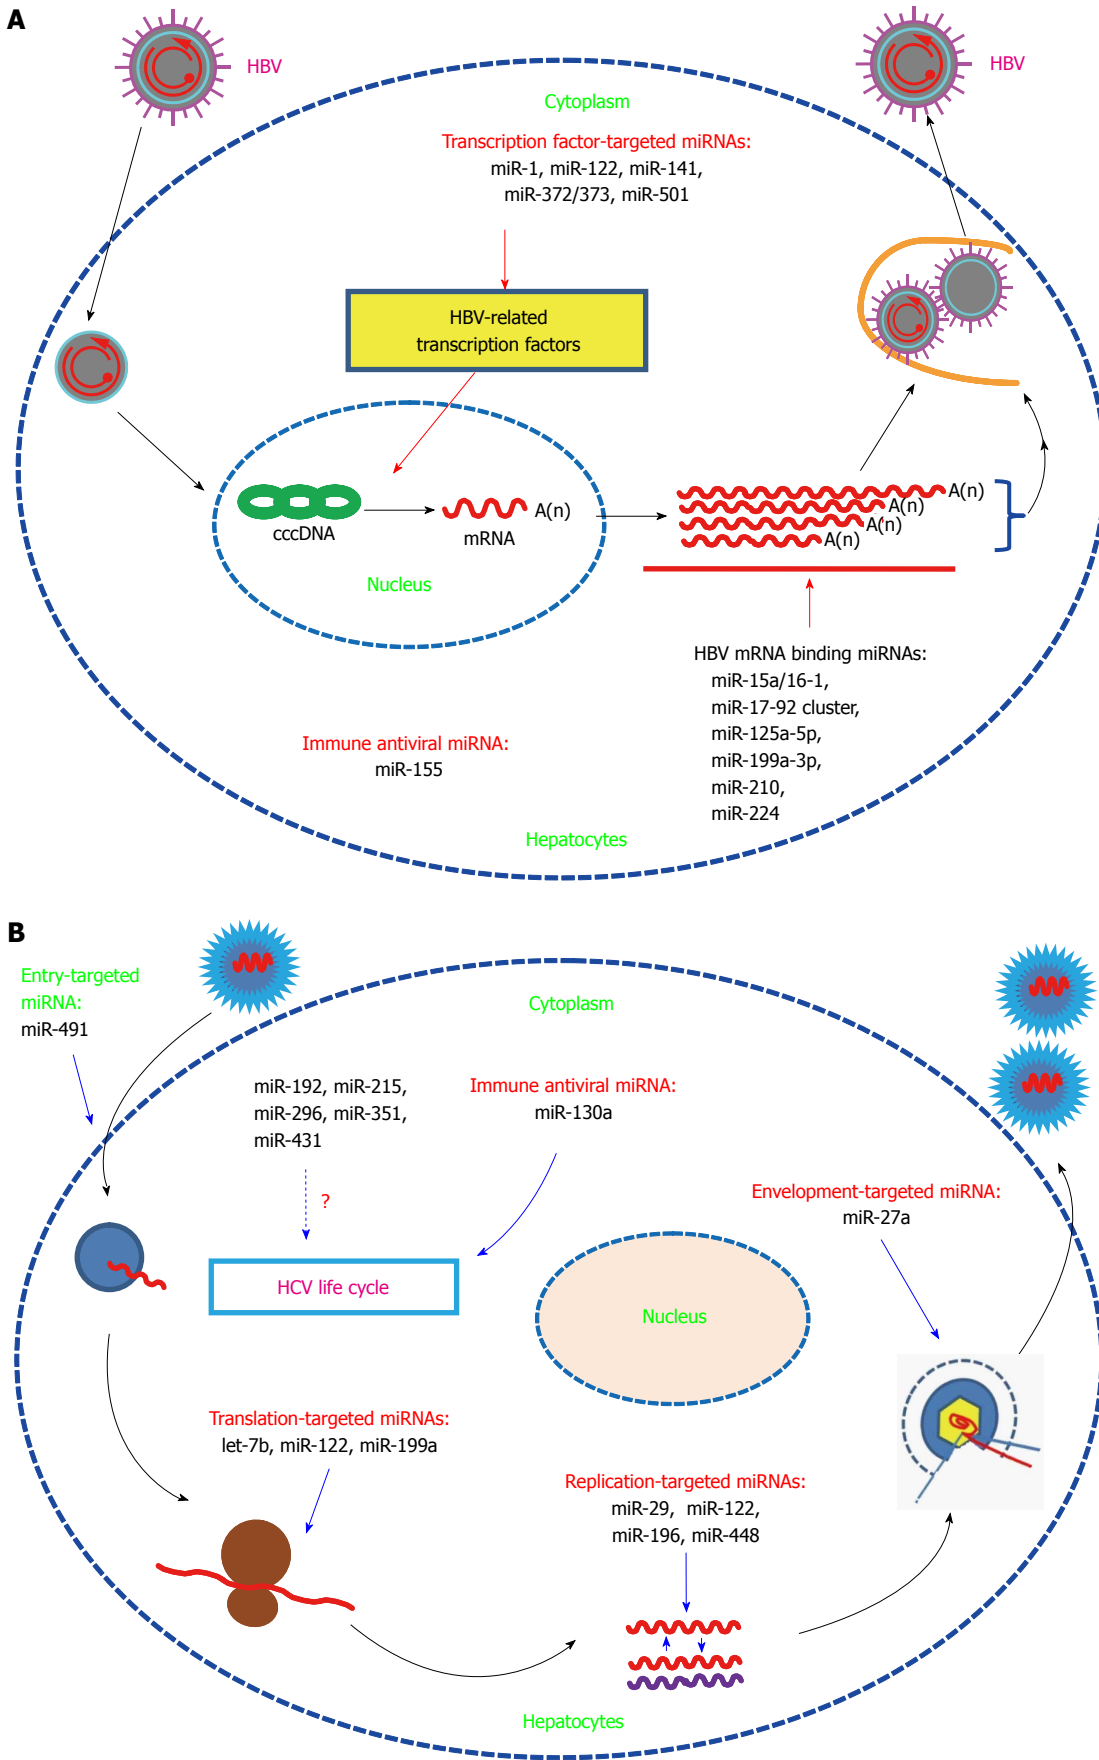 A
HBV
HBV
Cytoplasm
Transcription factor-targeted miRNAs:
miR-1, miR-122, miR-141,
miR-372/373, miR-501
HBV-related
transcription factors
cccDNA
mRNA
A(n)
Nucleus
A(n)
A(n)
A(n)
A(n)
HBV mRNA binding miRNAs:
miR-15a/16-1,
miR-17-92 cluster,
miR-125a-5p,
miR-199a-3p,
miR-210,
miR-224
Immune antiviral miRNA:
miR-155
Hepatocytes
B
Entry-targeted
miRNA:
miR-491
Cytoplasm
miR-192, miR-215,
miR-296, miR-351,
miR-431
?
Immune antiviral miRNA:
miR-130a
HCV life cycle
Envelopment-targeted miRNA:
miR-27a
Nucleus
Translation-targeted miRNAs:
let-7b, miR-122, miR-199a
Replication-targeted miRNAs:
miR-29, miR-122,
miR-196, miR-448
Hepatocytes